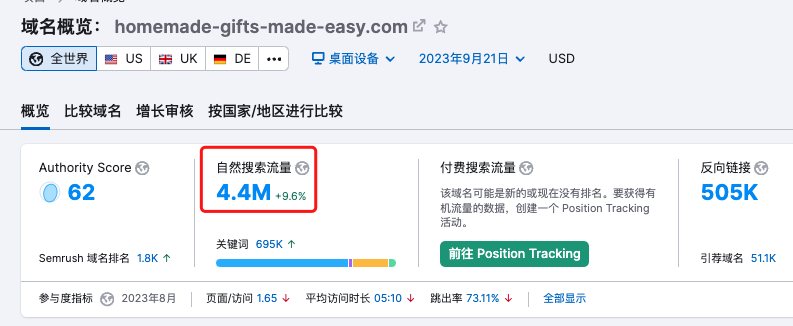 域名概览： homemade-gifts-made-easy.com
全世界 US UK DE ••• 桌面设备 2023年9月21日 USD
概览 比较域名 增长审核 按国家/地区进行比较
Authority Score 自然搜索流量 付费搜索流量 反向链接
62 4.4M +9.6% 505K
该域名可能是新的或现在没有排名。要获得有
机流量的数据，创建一个 Position Tracking
活动。
关键词 695K ↑
前往 Position Tracking
Semrush 域名排名 1.8K ↑ 引荐域名 51.1K
参与度指标 2023年8月 页面/访问 1.65 ↓ 平均访问时长 05:10 ↓ 跳出率 73.11% ↓ 全部显示